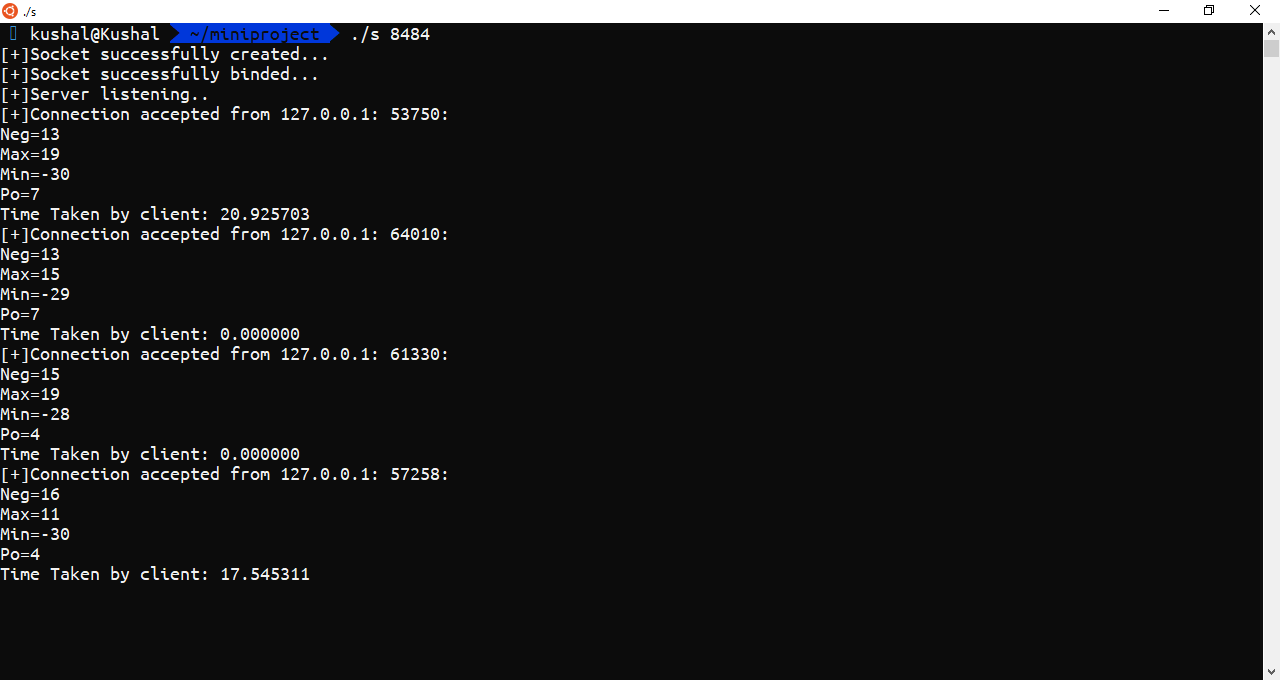 ./s
kushal@Kushal ~/miniproject ./s 8484
[+]Socket successfully created...
[+]Socket successfully binded...
[+]Server listening..
[+]Connection accepted from 127.0.0.1: 53750:
Neg=13
Max=19
Min=-30
Po=7
Time Taken by client: 20.925703
[+]Connection accepted from 127.0.0.1: 64010:
Neg=13
Max=15
Min=-29
Po=7
Time Taken by client: 0.000000
[+]Connection accepted from 127.0.0.1: 61330:
Neg=15
Max=19
Min=-28
Po=4
Time Taken by client: 0.000000
[+]Connection accepted from 127.0.0.1: 57258:
Neg=16
Max=11
Min=-30
Po=4
Time Taken by client: 17.545311